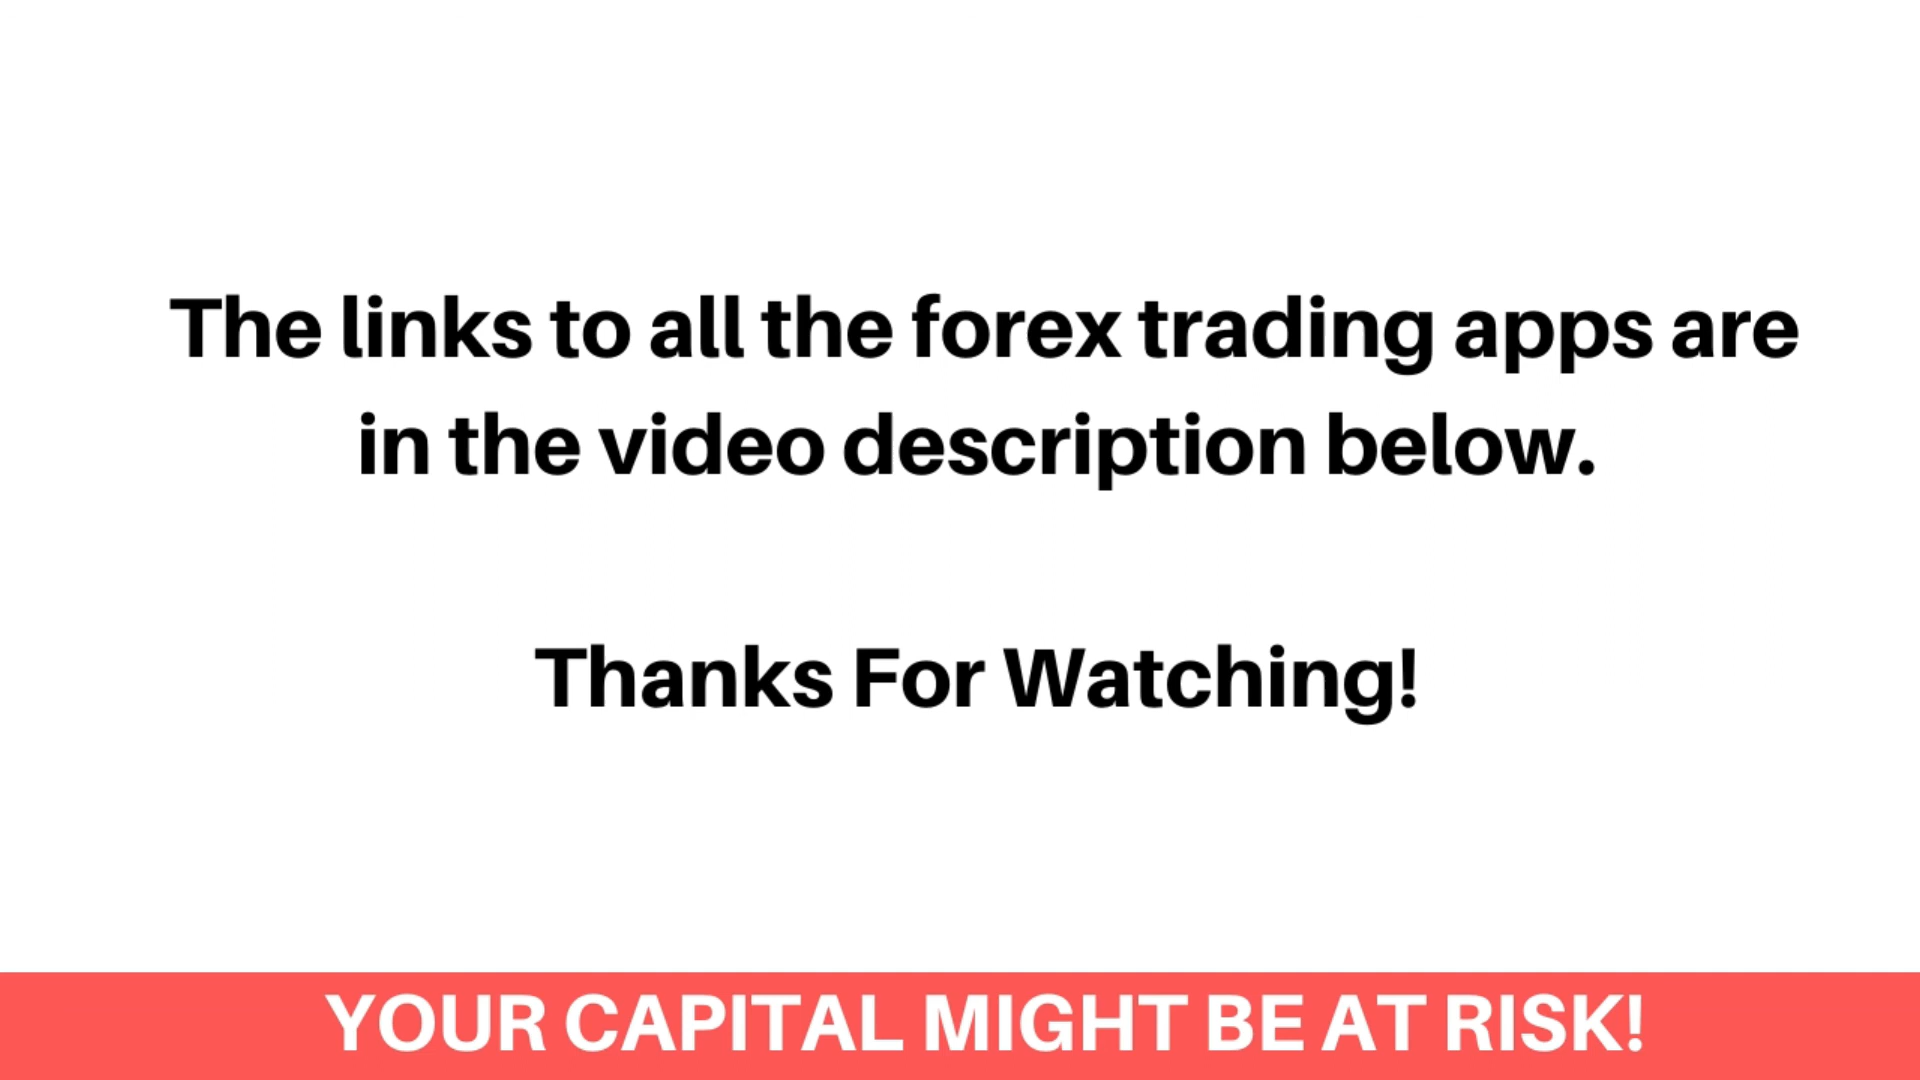 The links to all the forex trading apps are
in the video description below.
Thanks For Watching!
YOUR CAPITAL MIGHT BE AT RISK!